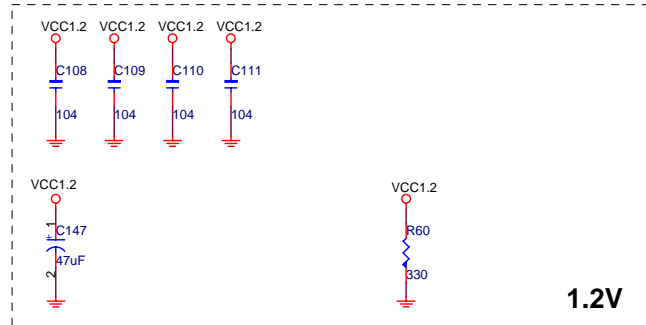 VCC1.2 VCC1.2 VCC1.2 VCC1.2
C108 C109 C110 C111
104 104 104 104
VCC1.2 VCC1.2
1
+ C147 R60
47uF
2 330
1.2V